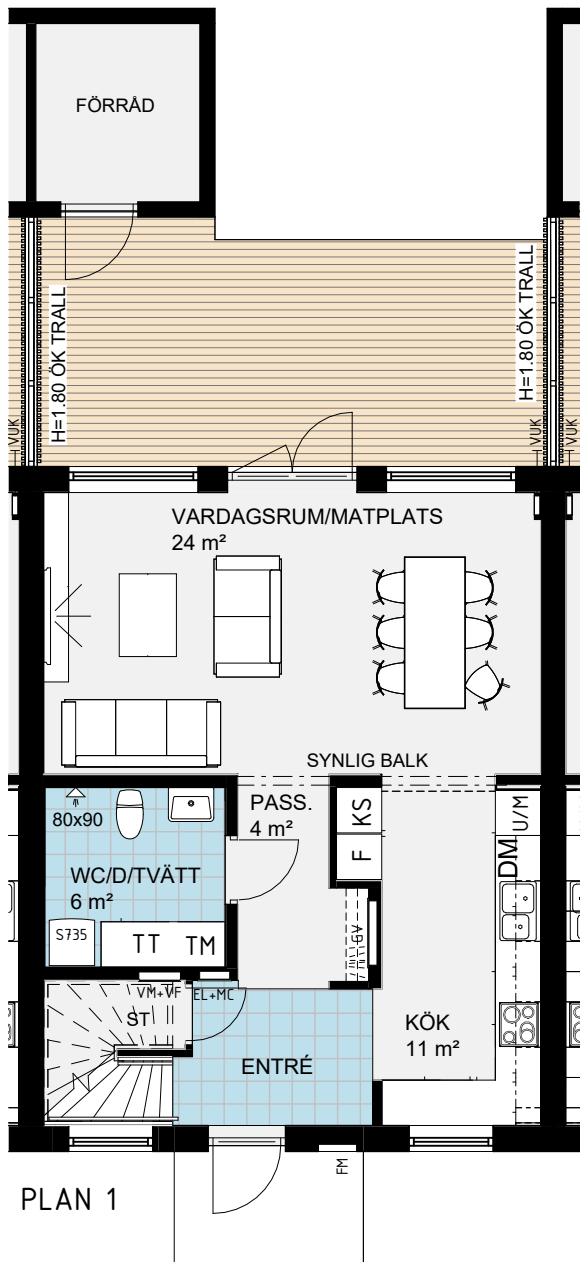 FÖRRÅD
H=1.80 ÖK TRALL
H=1.80 ÖK TRALL
VUK
VUK
VUK
VARDAGSRUM/MATPLATS
24 m²
SYNLIG BALK
80x90
PASS.
4 m²
KS
F
U/M
DM
WC/D/TVÄTT
6 m²
S735
TT
TM
GV
VM+VF
EL+MC
ST
KÖK
11 m²
ENTRÉ
FM
PLAN 1